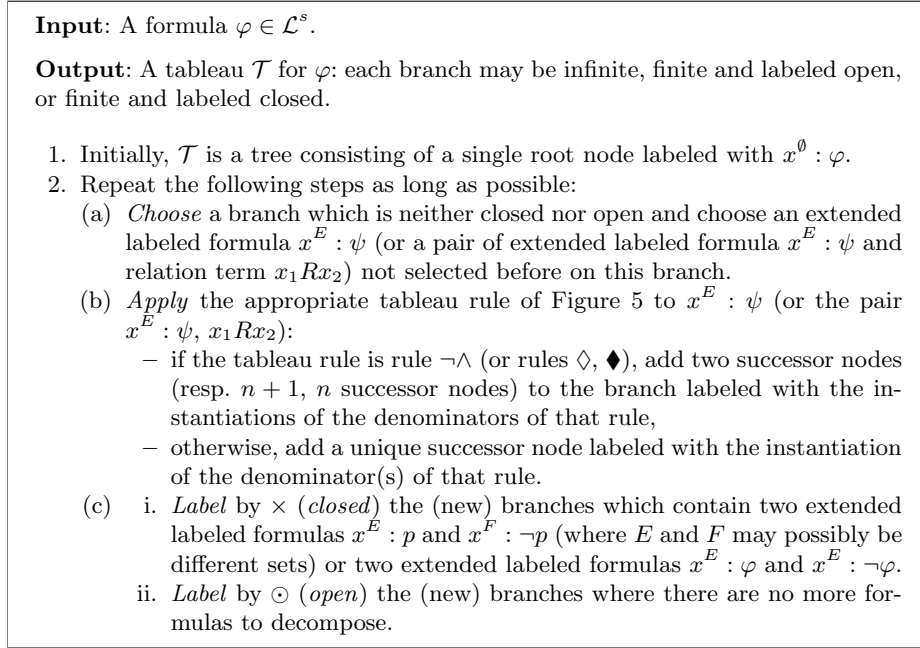 Input: A formula φ ∈ ℒˢ.
Output: A tableau 𝒯 for φ: each branch may be infinite, finite and labeled open,
or finite and labeled closed.
1. Initially, 𝒯 is a tree consisting of a single root node labeled with x^∅ : φ.
2. Repeat the following steps as long as possible:
(a) Choose a branch which is neither closed nor open and choose an extended
labeled formula x^E : ψ (or a pair of extended labeled formula x^E : ψ and
relation term x₁Rx₂) not selected before on this branch.
(b) Apply the appropriate tableau rule of Figure 5 to x^E : ψ (or the pair
x^E : ψ, x₁Rx₂):
– if the tableau rule is rule ¬∧ (or rules ◊, ♦), add two successor nodes
(resp. n + 1, n successor nodes) to the branch labeled with the in-
stantiations of the denominators of that rule,
– otherwise, add a unique successor node labeled with the instantiation
of the denominator(s) of that rule.
(c) i. Label by × (closed) the (new) branches which contain two extended
labeled formulas x^E : p and x^F : ¬p (where E and F may possibly be
different sets) or two extended labeled formulas x^E : φ and x^E : ¬φ.
ii. Label by ⊙ (open) the (new) branches where there are no more for-
mulas to decompose.